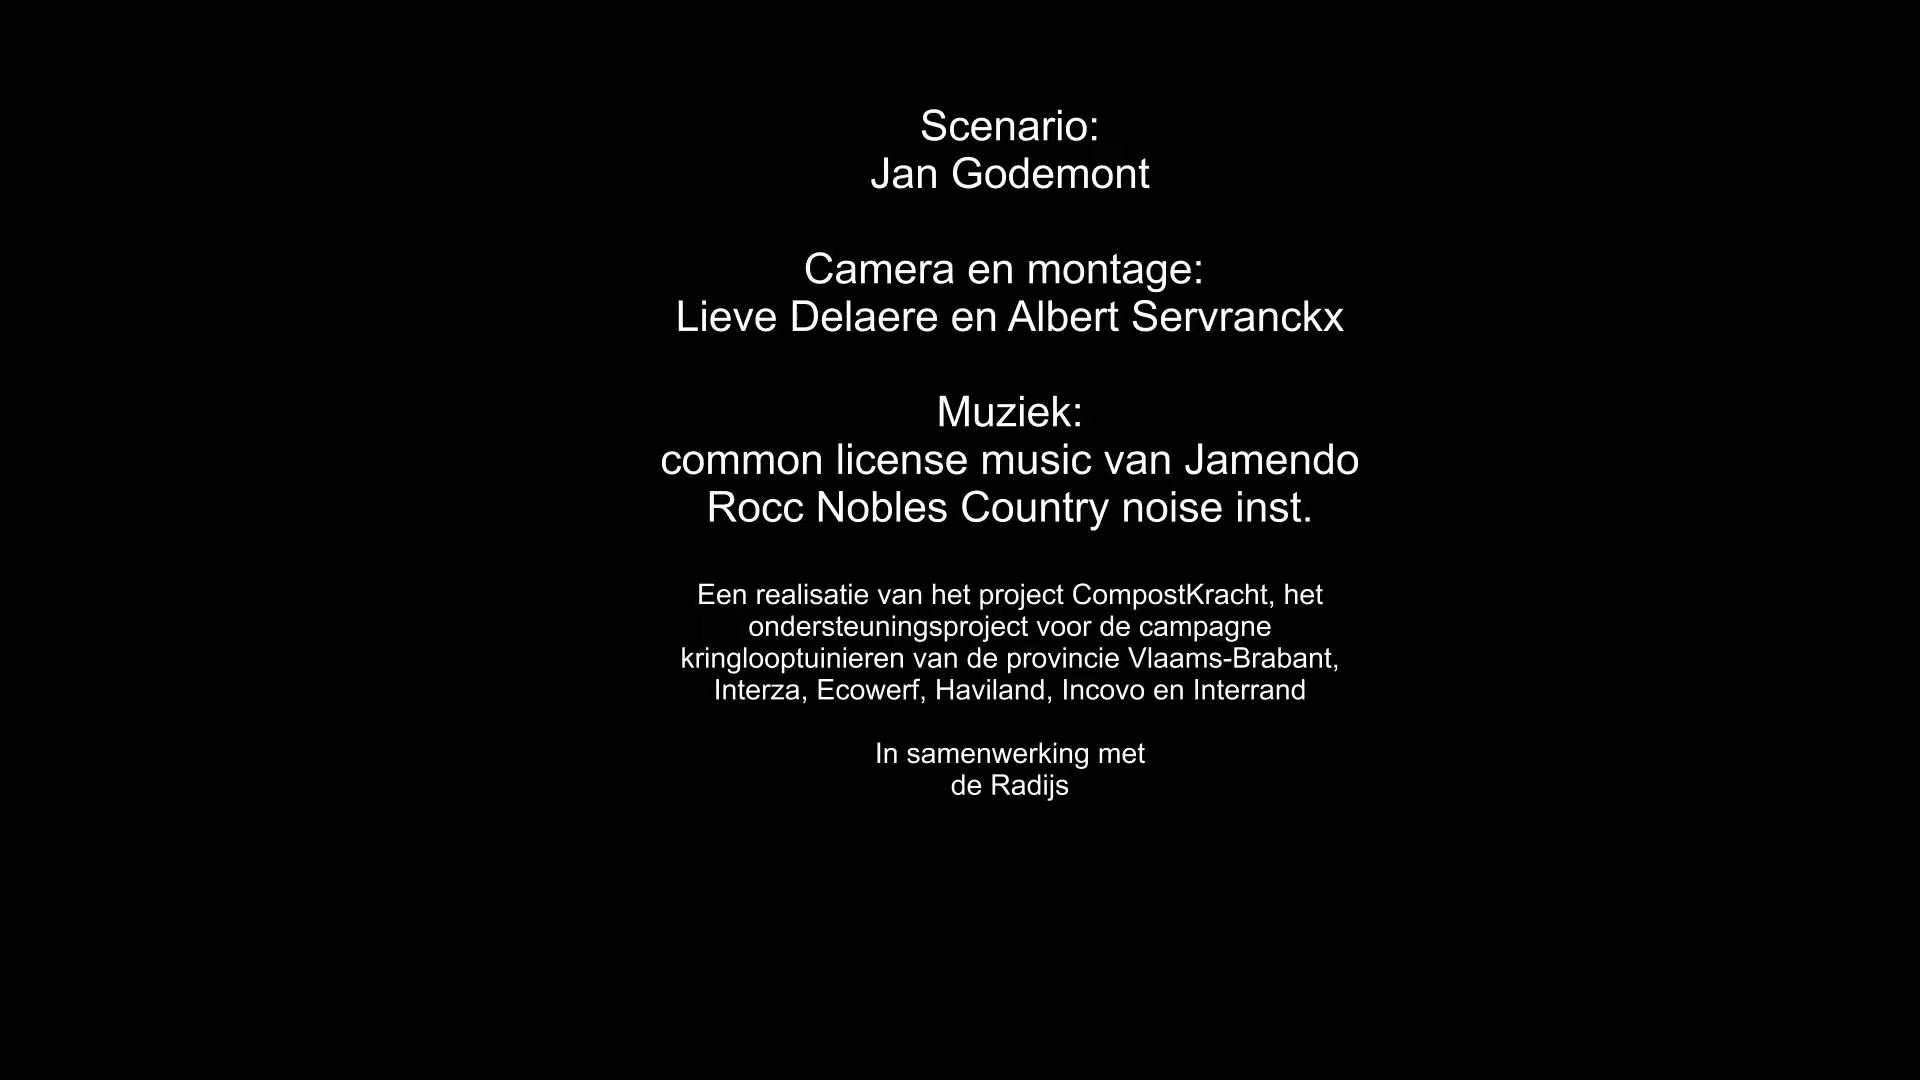 Scenario:
Jan Godemont
Camera en montage:
Lieve Delaere en Albert Servranckx
Muziek:
common license music van Jamendo
Rocc Nobles Country noise inst.
Een realisatie van het project CompostKracht, het
ondersteuningsproject voor de campagne
kringlooptuinieren van de provincie Vlaams-Brabant,
Interza, Ecowerf, Haviland, Incovo en Interrand
In samenwerking met
de Radijs